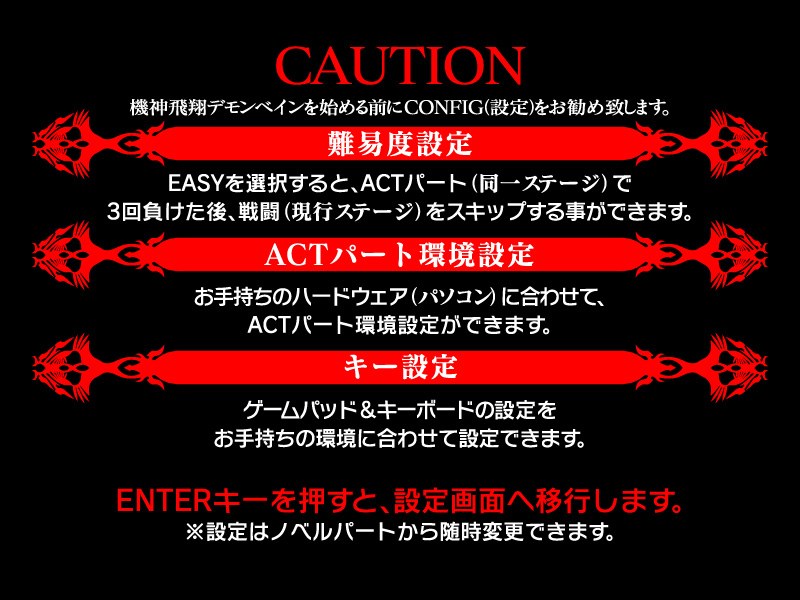 CAUTION
機神飛翔デモンベインを始める前にCONFIG(設定)をお勧め致します。
難易度設定
EASYを選択すると、ACTパート(同一ステージ)で
3回負けた後、戦闘(現行ステージ)をスキップする事ができます。
ACTパート環境設定
お手持ちのハードウェア(パソコン)に合わせて、
ACTパート環境設定ができます。
キー設定
ゲームパッド&キーボードの設定を
お手持ちの環境に合わせて設定できます。
ENTERキーを押すと、設定画面へ移行します。
※設定はノベルパートから随時変更できます。